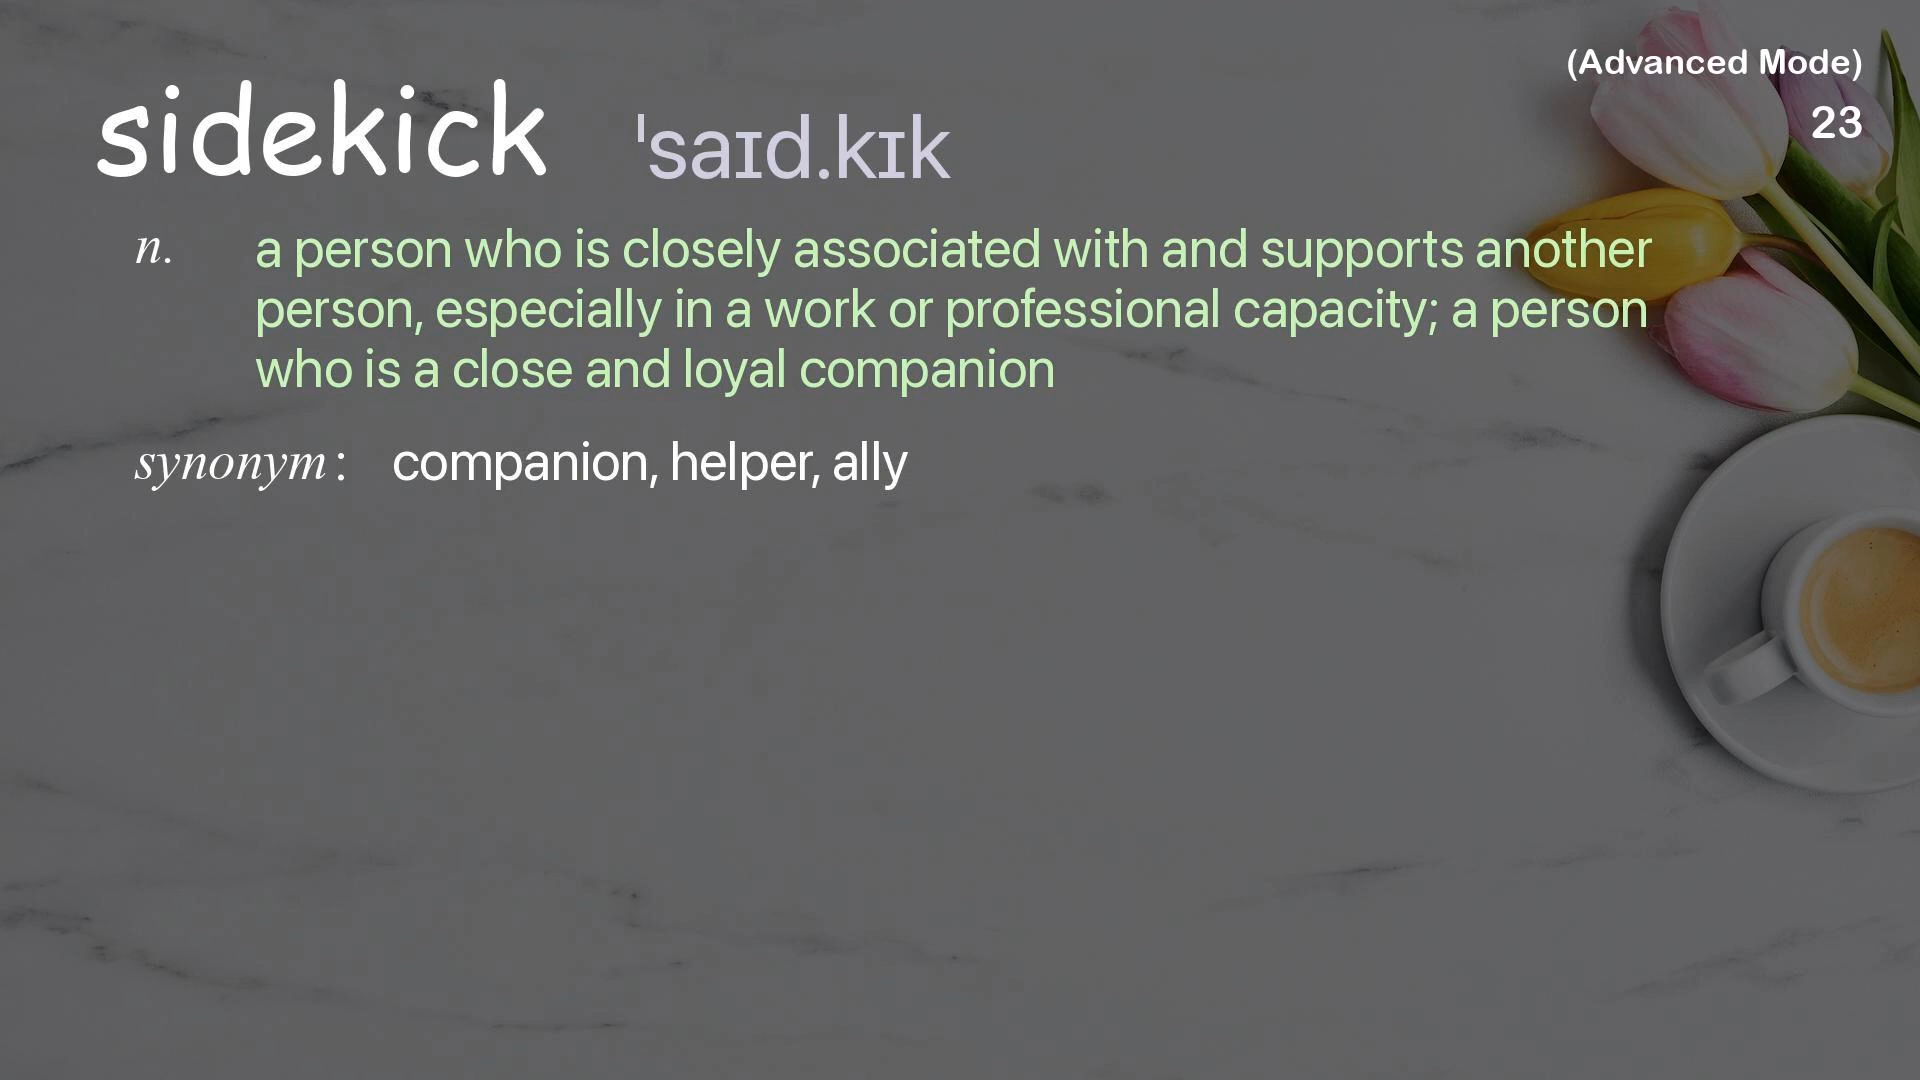 (Advanced Mode)
23
sidekick ˈsaɪd.kɪk
n. a person who is closely associated with and supports another
person, especially in a work or professional capacity; a person
who is a close and loyal companion
synonym: companion, helper, ally